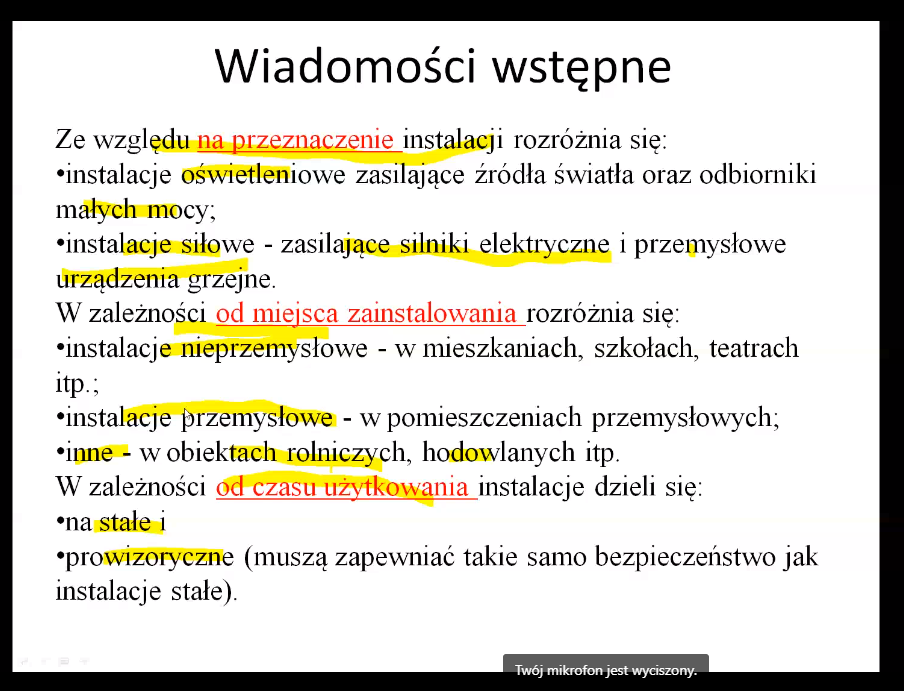 Wiadomości wstępne
Ze względu na przeznaczenie instalacji rozróżnia się:
•instalacje oświetleniowe zasilające źródła światła oraz odbiorniki
małych mocy;
•instalacje siłowe - zasilające silniki elektryczne i przemysłowe
urządzenia grzejne.
W zależności od miejsca zainstalowania rozróżnia się:
•instalacje nieprzemysłowe - w mieszkaniach, szkołach, teatrach
itp.;
•instalacje przemysłowe - w pomieszczeniach przemysłowych;
•inne - w obiektach rolniczych, hodowlanych itp.
W zależności od czasu użytkowania instalacje dzieli się:
•na stałe i
•prowizoryczne (muszą zapewniać takie samo bezpieczeństwo jak
instalacje stałe).
Twój mikrofon jest wyciszony.